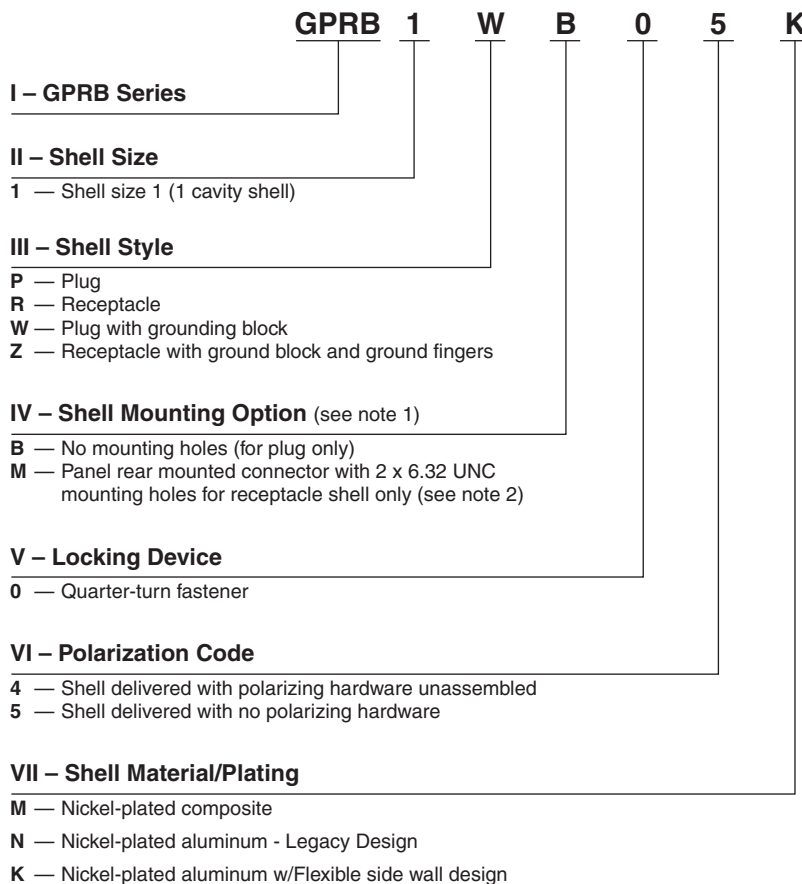 GPRB 1 W B 0 5 K
I – GPRB Series
II – Shell Size
1 — Shell size 1 (1 cavity shell)
III – Shell Style
P — Plug
R — Receptacle
W — Plug with grounding block
Z — Receptacle with ground block and ground fingers
IV – Shell Mounting Option (see note 1)
B — No mounting holes (for plug only)
M — Panel rear mounted connector with 2 x 6.32 UNC
mounting holes for receptacle shell only (see note 2)
V – Locking Device
0 — Quarter-turn fastener
VI – Polarization Code
4 — Shell delivered with polarizing hardware unassembled
5 — Shell delivered with no polarizing hardware
VII – Shell Material/Plating
M — Nickel-plated composite
N — Nickel-plated aluminum - Legacy Design
K — Nickel-plated aluminum w/Flexible side wall design